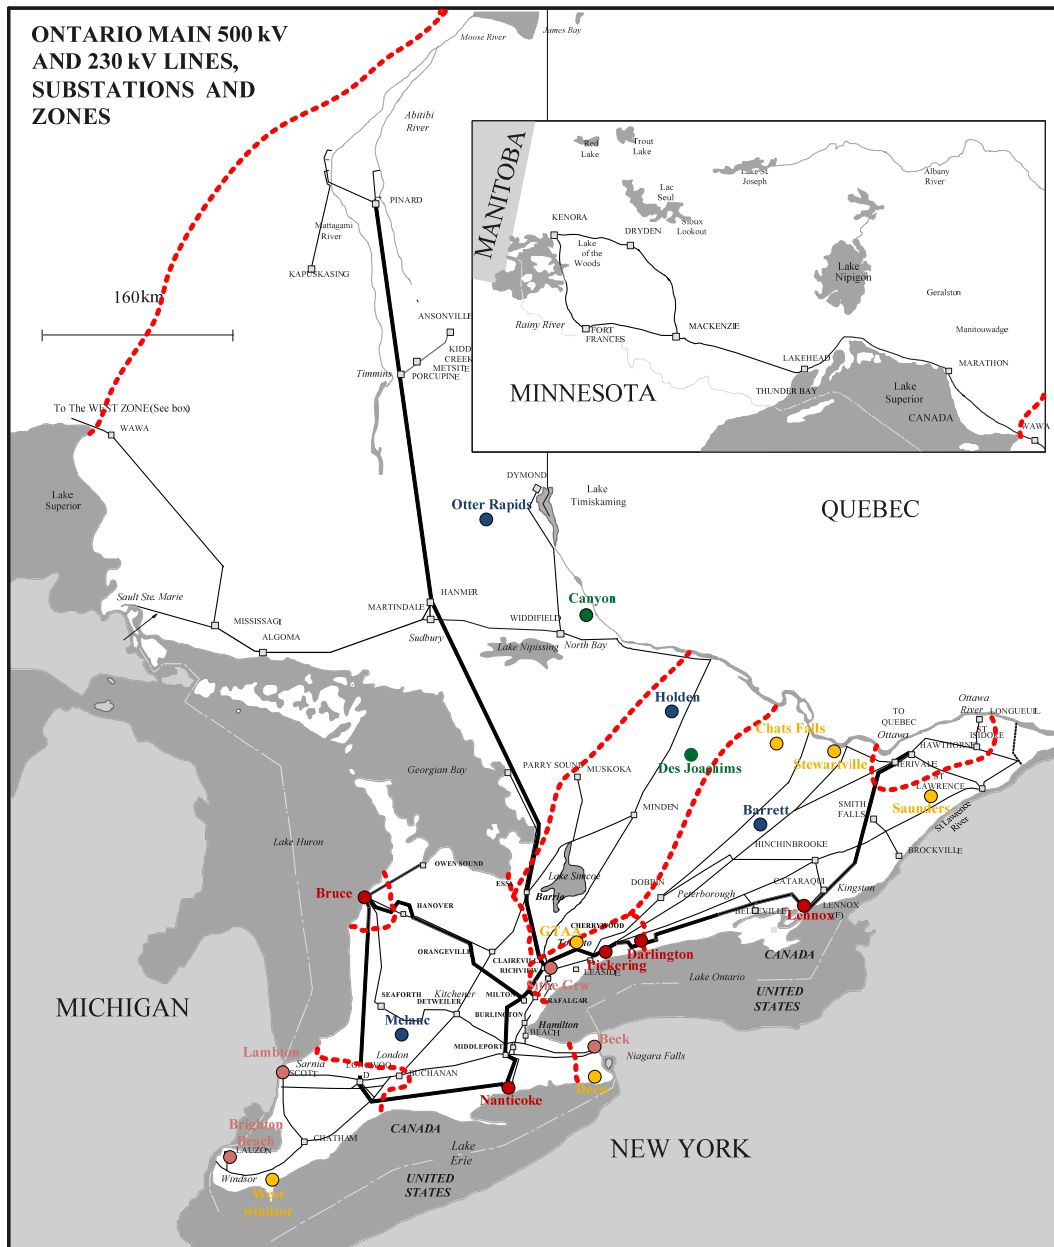 ONTARIO MAIN 500 kV
AND 230 kV LINES,
SUBSTATIONS AND
ZONES
Moose River
James Bay
Abitibi
River
PINARD
Mattagami
River
KAPUSKASING
160km
ANSONVILLE
KIDD
CREEK
METSITE
Timmins
PORCUPINE
To The WEST ZONE(See box)
WAWA
Lake
Superior
MANITOBA
Red
Lake
Trout
Lake
Lake St
Joseph
Albany
River
Lac
Seul
Sioux
Lookout
KENORA
DRYDEN
Lake
of the
Woods
Lake
Nipigon
Geralston
Rainy River
FORT
FRANCES
MACKENZIE
Manitouwadge
LAKEHEAD
MARATHON
MINNESOTA
THUNDER BAY
Lake
Superior
CANADA
WAWA
DYMOND
Lake
Timiskaming
QUEBEC
Otter Rapids
Sault Ste. Marie
MISSISSAGI
ALGOMA
HANMER
MARTINDALE
Sudbury
Canyon
WIDDIFIELD
North Bay
Lake Nipissing
Holden
Chats Falls
Des Joachims
Stewartville
TO
QUEBEC
Ottawa
Ottawa
River
LONGUEUIL
ST
ISIDORE
HAWTHORNE
MERIVALE
ST
LAWRENCE
Saunders
St Lawrence
River
SMITH
FALLS
BROCKVILLE
Georgian Bay
PARRY SOUND
MUSKOKA
MINDEN
Barrett
HINCHINBROOKE
Lake Huron
OWEN SOUND
Bruce
HANOVER
ESSA
Barrie
Lake Simcoe
DOBBIN
Peterborough
CATARAQUI
Kingston
BELLEVILLE
Lennox
LENNOX
(F)
ORANGEVILLE
CLAIREVILLE
RICHVIEW
GTAA
CHERRYWOOD
Toronto
Pickering
Darlington
LEASIDE
Sithe Grw
TRAFALGAR
Lake Ontario
CANADA
UNITED
STATES
MICHIGAN
SEAFORTH
DETWEILER
Kitchener
MILTON
BURLINGTON
Hamilton
BEACH
Melanc
MIDDLEPORT
Beck
Niagara Falls
Lambton
Sarnia
SCOTT
London
BUCHANAN
Nanticoke
Brighton
Beach
LAUZON
CHATHAM
Windsor
West
windsor
CANADA
Lake
Erie
UNITED
STATES
NEW YORK